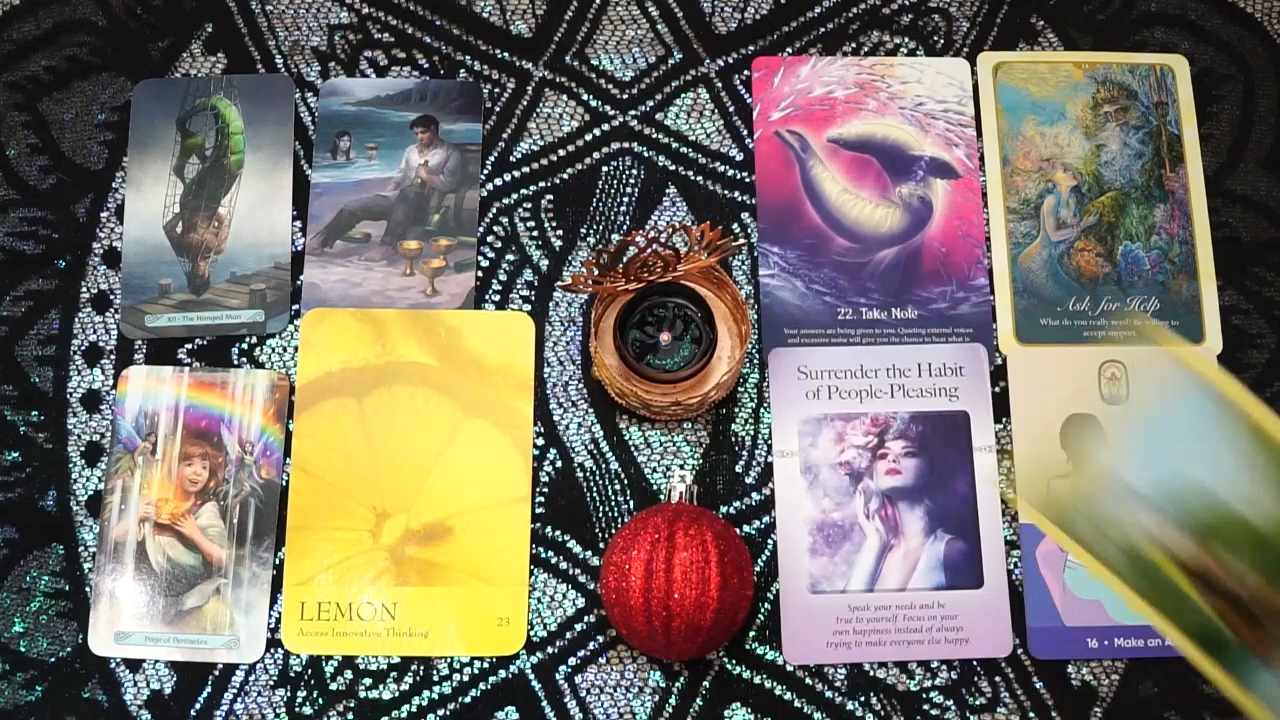 XII - The Hanged Man
22. Take Note
Your answers are being given to you. Quieting external voices
and excessive noise will give you the chance to hear what is
Ask for Help
What do you really need? Be willing to
accept support.
Page of Pentacles
LEMON
Access Innovative Thinking
23
Surrender the Habit
of People-Pleasing
Speak your needs and be
true to yourself. Focus on your
own happiness instead of always
trying to make everyone else happy.
16 • Make an